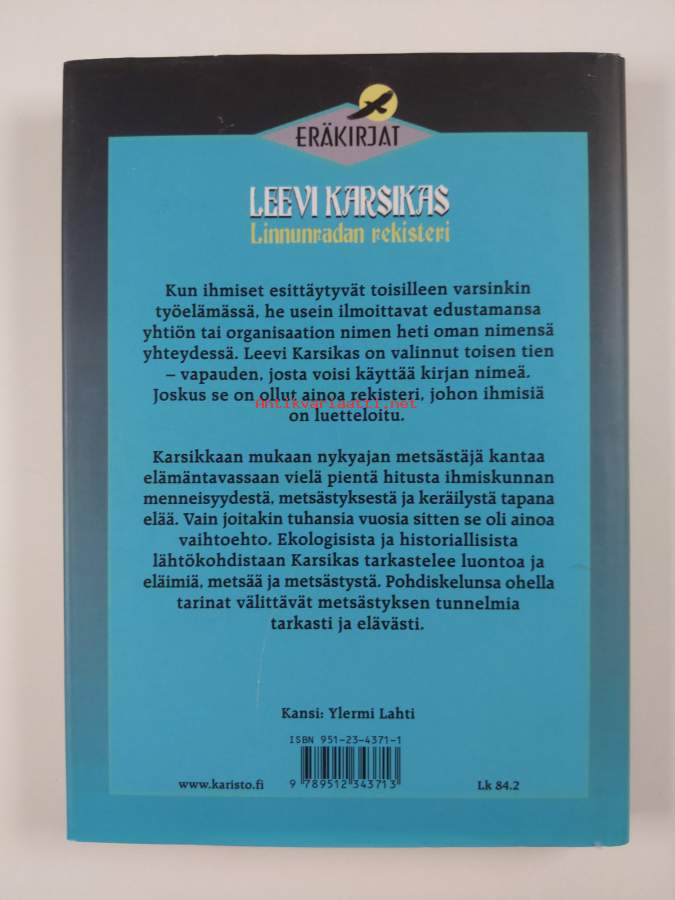 ERÄKIRJAT
LEEVI KARSIKAS
Linnunradan rekisteri
Kun ihmiset esittäytyvät toisilleen varsinkin
työelämässä, he usein ilmoittavat edustamansa
yhtiön tai organisaation nimen heti oman nimensä
yhteydessä. Leevi Karsikas on valinnut toisen tien
– vapauden, josta voisi käyttää kirjan nimeä.
Joskus se on ollut ainoa rekisteri, johon ihmisiä
on luetteloitu.
Antikvariaatti.net
Karsikkaan mukaan nykyajan metsästäjä kantaa
elämäntavassaan vielä pientä hitusta ihmiskunnan
menneisyydestä, metsästyksestä ja keräilystä tapana
elää. Vain joitakin tuhansia vuosia sitten se oli ainoa
vaihtoehto. Ekologisista ja historiallisista
lähtökohdistaan Karsikas tarkastelee luontoa ja
eläimiä, metsää ja metsästystä. Pohdiskelunsa ohella
tarinat välittävät metsästyksen tunnelmia
tarkasti ja elävästi.
Kansi: Ylermi Lahti
ISBN 951-23-4371-1
www.karisto.fi
9 789512 343713
Lk 84.2